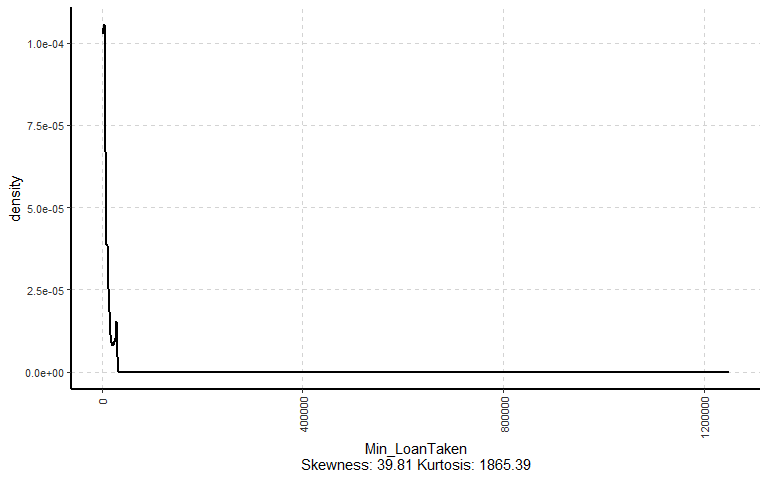 density
1.0e-04
7.5e-05
5.0e-05
2.5e-05
0.0e+00
0
400000
800000
1200000
Min_LoanTaken
Skewness: 39.81 Kurtosis: 1865.39